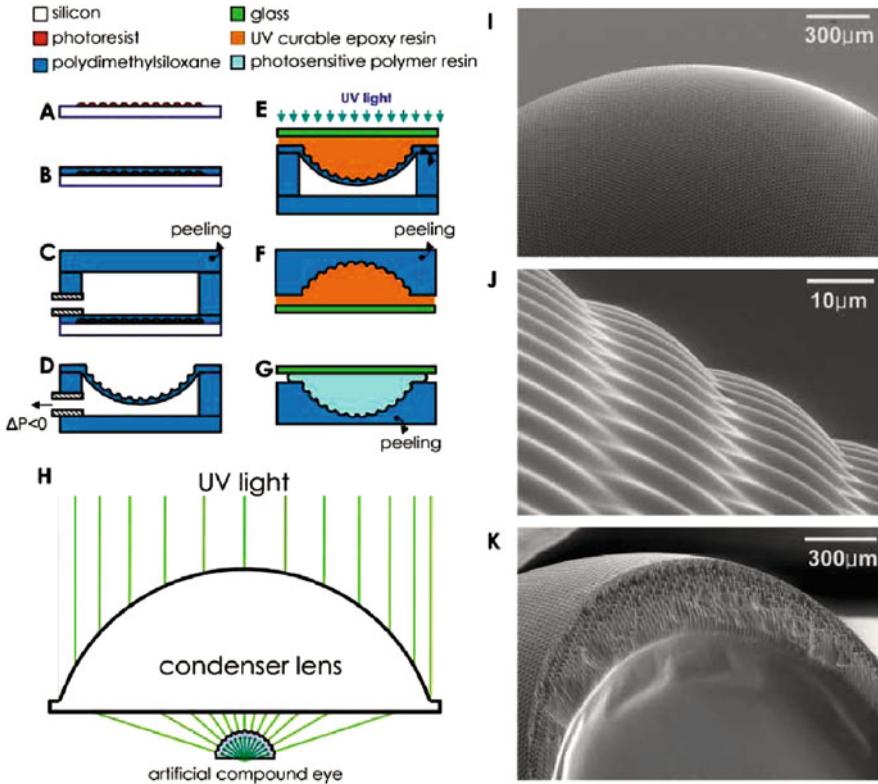 silicon
photoresist
polydimethylsiloxane
glass
UV curable epoxy resin
photosensitive polymer resin
A
B
C
peeling
D
ΔP<0
E
UV light
F
peeling
G
peeling
H
UV light
condenser lens
artificial compound eye
I
300µm
J
10µm
K
300µm